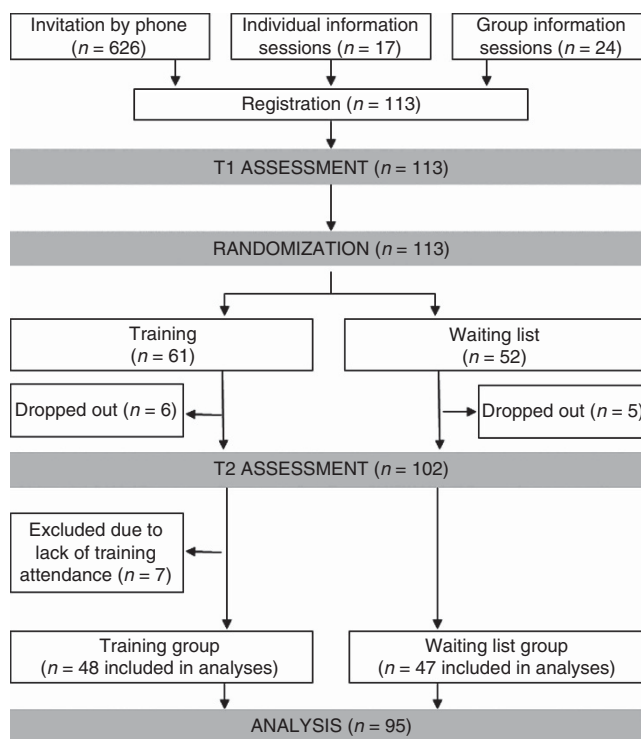 Invitation by phone
(n = 626)
Individual information
sessions (n = 17)
Group information
sessions (n = 24)
Registration (n = 113)
T1 ASSESSMENT (n = 113)
RANDOMIZATION (n = 113)
Training
(n = 61)
Waiting list
(n = 52)
Dropped out (n = 6)
Dropped out (n = 5)
T2 ASSESSMENT (n = 102)
Excluded due to
lack of training
attendance (n = 7)
Training group
(n = 48 included in analyses)
Waiting list group
(n = 47 included in analyses)
ANALYSIS (n = 95)